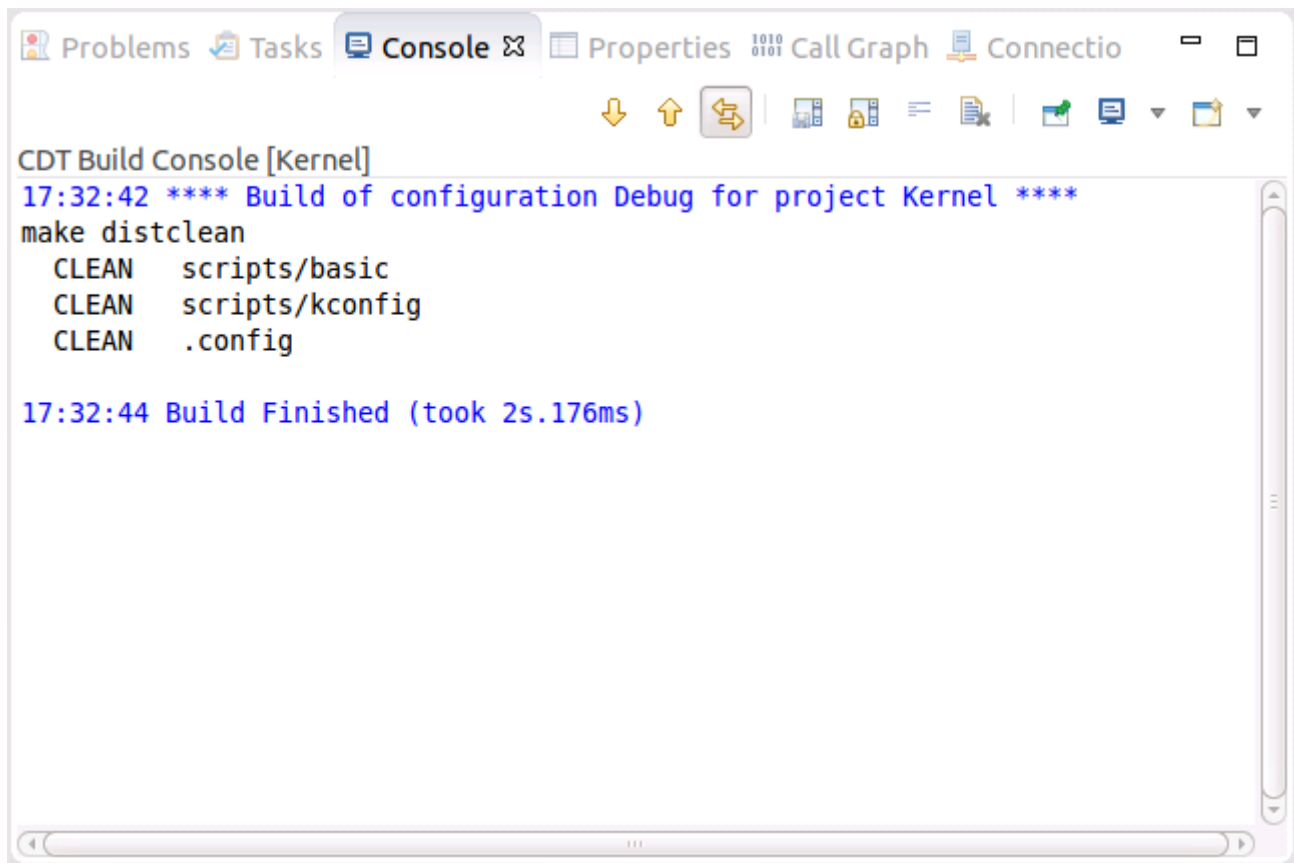 Problems Tasks Console Properties Call Graph Connectio
CDT Build Console [Kernel]
17:32:42 **** Build of configuration Debug for project Kernel ****
make distclean
  CLEAN   scripts/basic
  CLEAN   scripts/kconfig
  CLEAN   .config
17:32:44 Build Finished (took 2s.176ms)